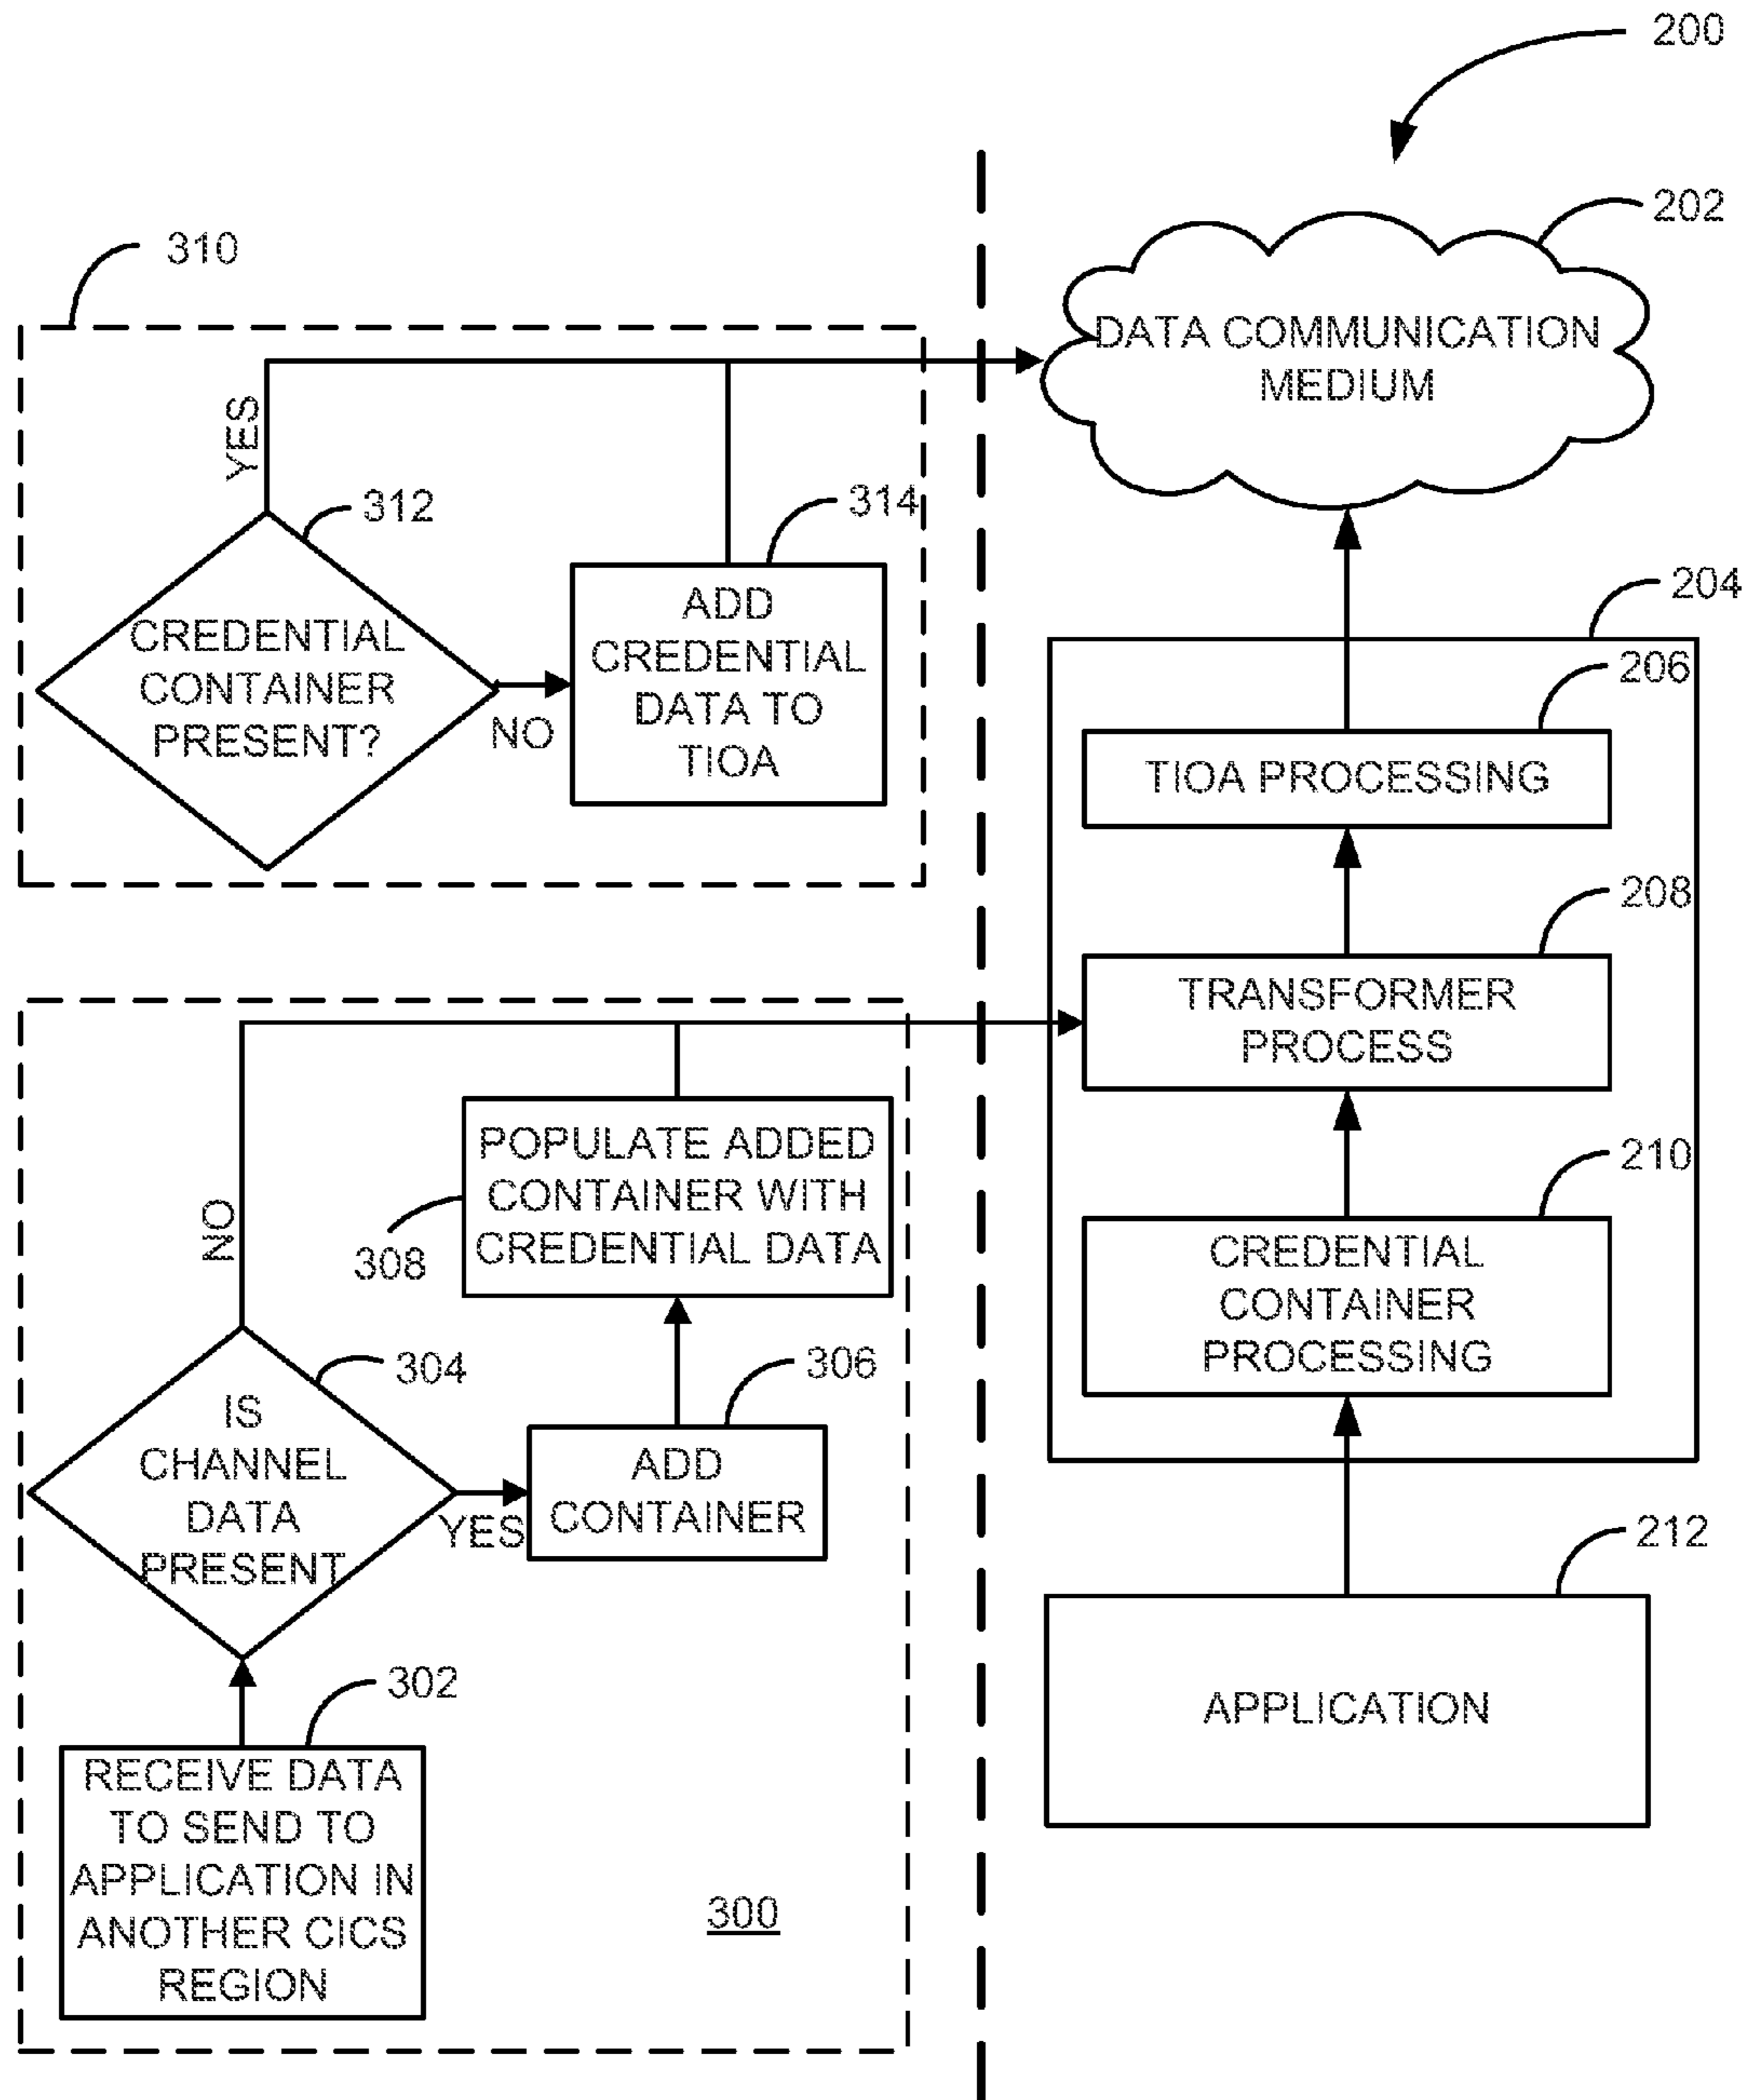 200
202
DATA COMMUNICATION
MEDIUM
310
YES
312
CREDENTIAL
CONTAINER
PRESENT?
NO
314
ADD
CREDENTIAL
DATA TO
TIOA
204
206
TIOA PROCESSING
208
TRANSFORMER
PROCESS
210
CREDENTIAL
CONTAINER
PROCESSING
212
APPLICATION
NO
POPULATE ADDED
CONTAINER WITH
CREDENTIAL DATA
308
304
IS
CHANNEL
DATA
PRESENT
YES
306
ADD
CONTAINER
302
RECEIVE DATA
TO SEND TO
APPLICATION IN
ANOTHER CICS
REGION
300